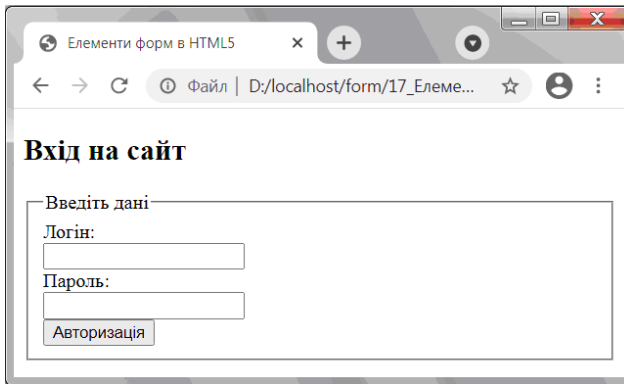 Елементи форм в HTML5
Файл | D:/localhost/form/17_Елеме...
Вхід на сайт
Введіть дані
Логін:
Пароль:
Авторизація